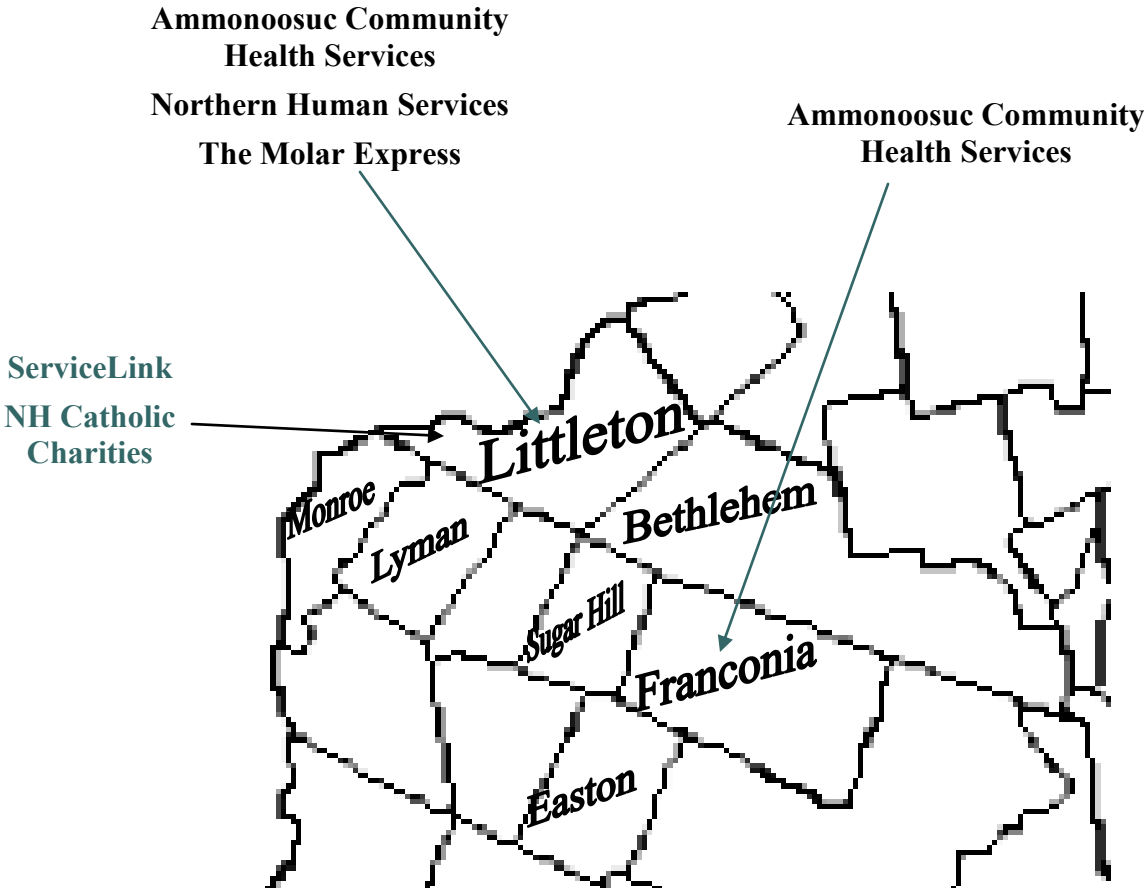 Ammonoosuc Community
Health Services
Northern Human Services
The Molar Express
Ammonoosuc Community
Health Services
ServiceLink
NH Catholic
Charities
Littleton
Monroe
Lyman
Bethlehem
Sugar Hill
Franconia
Easton